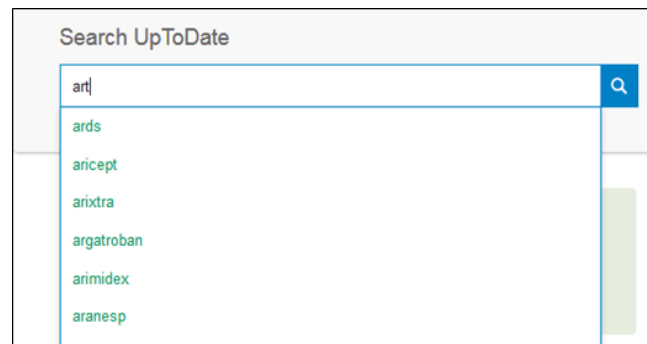 Search UpToDate
art
ards
aricept
arixtra
argatroban
arimidex
aranesp